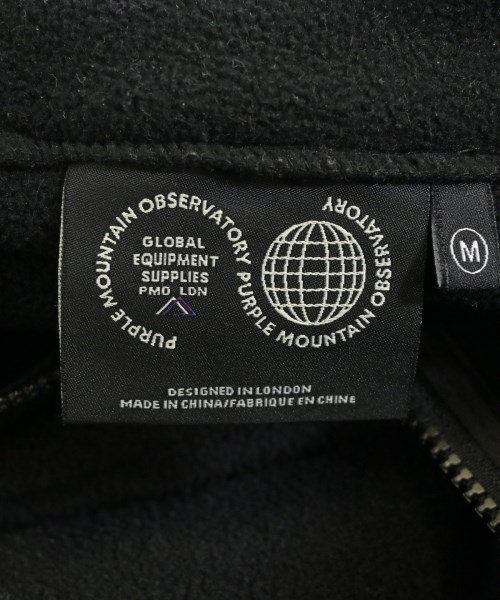 PURPLE MOUNTAIN OBSERVATORY
GLOBAL
EQUIPMENT
SUPPLIES
PMO LDN
PURPLE MOUNTAIN OBSERVATORY
M
DESIGNED IN LONDON
MADE IN CHINA/FABRIQUE EN CHINE